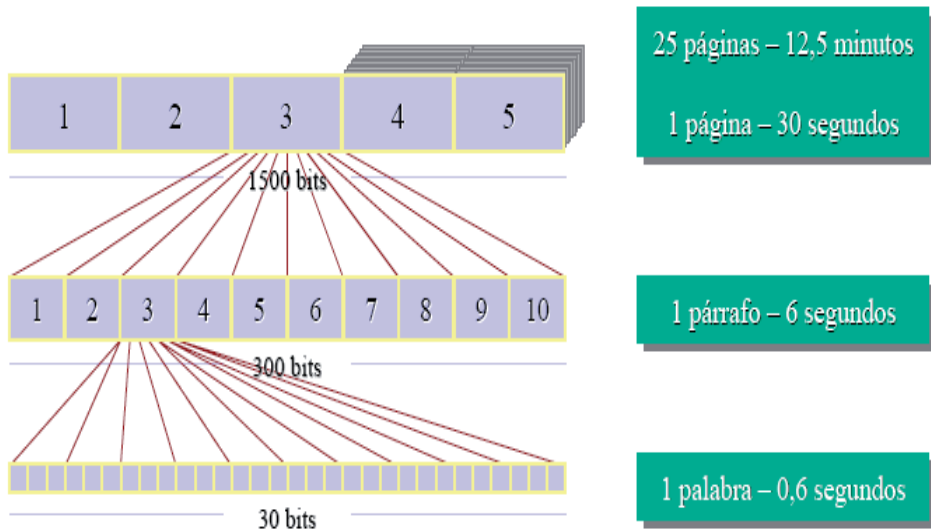 25 páginas – 12,5 minutos
1 página – 30 segundos
1 2 3 4 5
1500 bits
1 2 3 4 5 6 7 8 9 10
1 párrafo – 6 segundos
300 bits
1 palabra – 0,6 segundos
30 bits